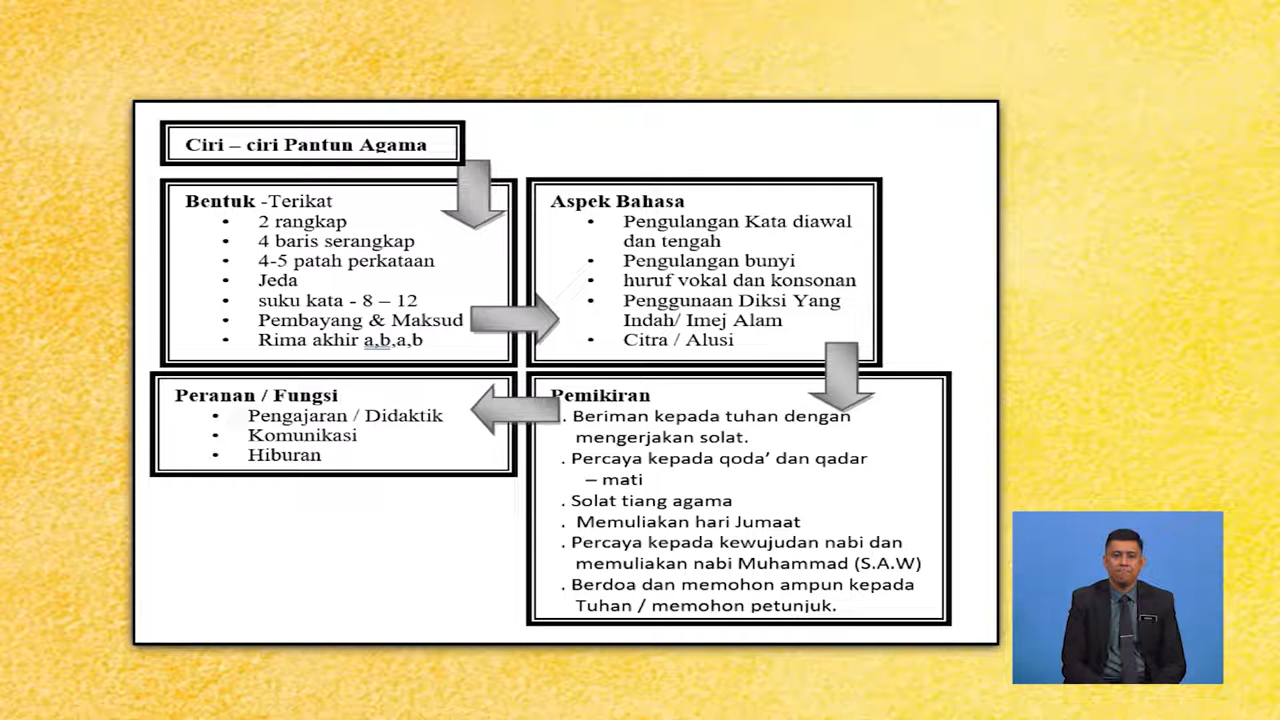 Ciri – ciri Pantun Agama
Bentuk -Terikat
• 2 rangkap
• 4 baris serangkap
• 4-5 patah perkataan
• Jeda
• suku kata - 8 – 12
• Pembayang & Maksud
• Rima akhir a,b,a,b
Aspek Bahasa
• Pengulangan Kata diawal
dan tengah
• Pengulangan bunyi
• huruf vokal dan konsonan
• Penggunaan Diksi Yang
Indah/ Imej Alam
• Citra / Alusi
Pemikiran
. Beriman kepada tuhan dengan
mengerjakan solat.
. Percaya kepada qoda’ dan qadar
– mati
. Solat tiang agama
. Memuliakan hari Jumaat
. Percaya kepada kewujudan nabi dan
memuliakan nabi Muhammad (S.A.W)
. Berdoa dan memohon ampun kepada
Tuhan / memohon petunjuk.
Peranan / Fungsi
• Pengajaran / Didaktik
• Komunikasi
• Hiburan